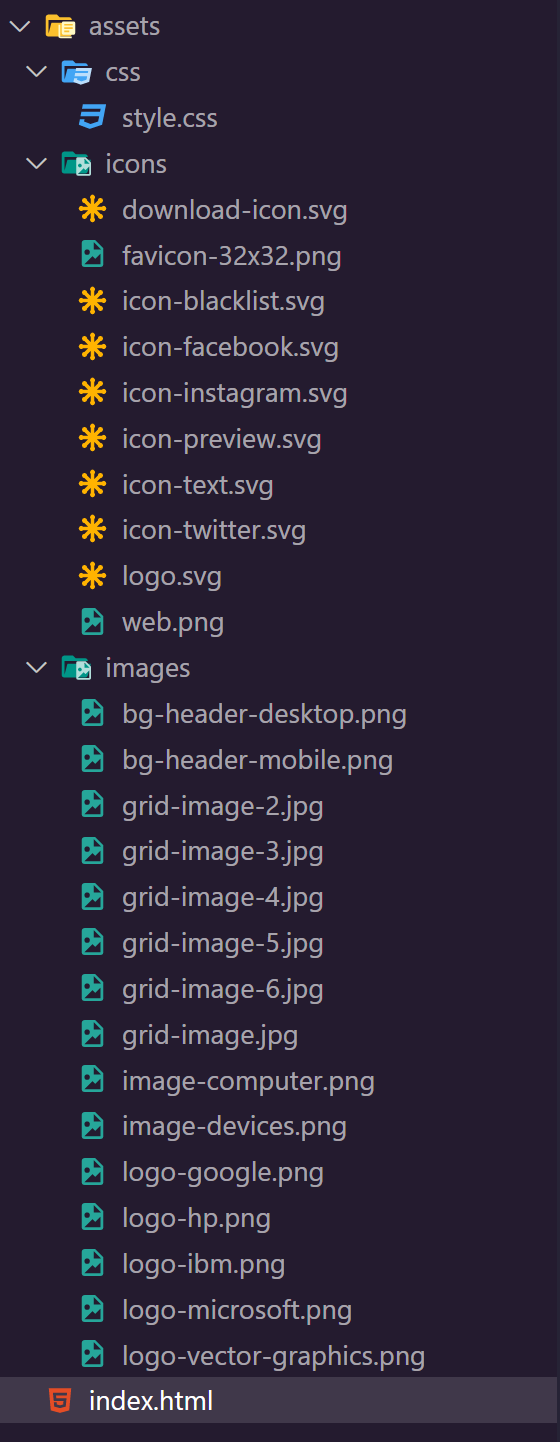 assets
css
style.css
icons
download-icon.svg
favicon-32x32.png
icon-blacklist.svg
icon-facebook.svg
icon-instagram.svg
icon-preview.svg
icon-text.svg
icon-twitter.svg
logo.svg
web.png
images
bg-header-desktop.png
bg-header-mobile.png
grid-image-2.jpg
grid-image-3.jpg
grid-image-4.jpg
grid-image-5.jpg
grid-image-6.jpg
grid-image.jpg
image-computer.png
image-devices.png
logo-google.png
logo-hp.png
logo-ibm.png
logo-microsoft.png
logo-vector-graphics.png
index.html